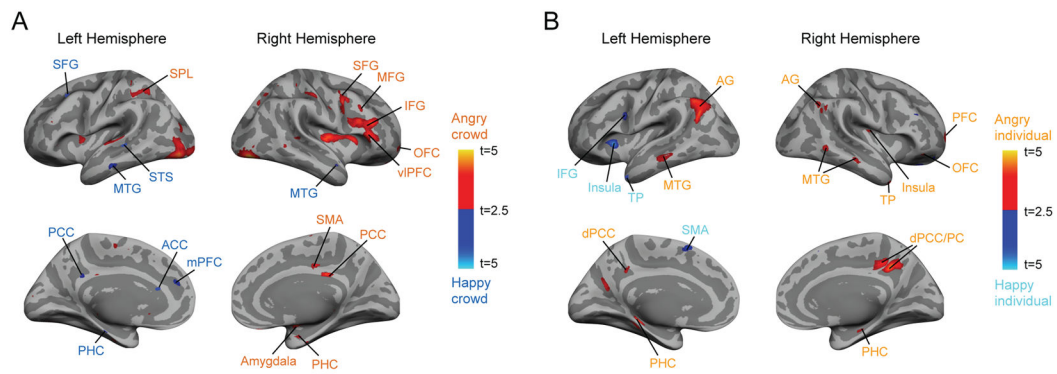 A
Left Hemisphere
Right Hemisphere
SFG
SPL
MTG
STS
SFG
MFG
IFG
OFC
vlPFC
MTG
PCC
ACC
mPFC
PHC
SMA
PCC
Amygdala
PHC
Angry
crowd
t=5
t=2.5
t=5
Happy
crowd
B
Left Hemisphere
Right Hemisphere
AG
IFG
Insula
TP
MTG
AG
PFC
MTG
OFC
Insula
TP
dPCC
SMA
PHC
dPCC/PC
PHC
Angry
individual
t=5
t=2.5
t=5
Happy
individual